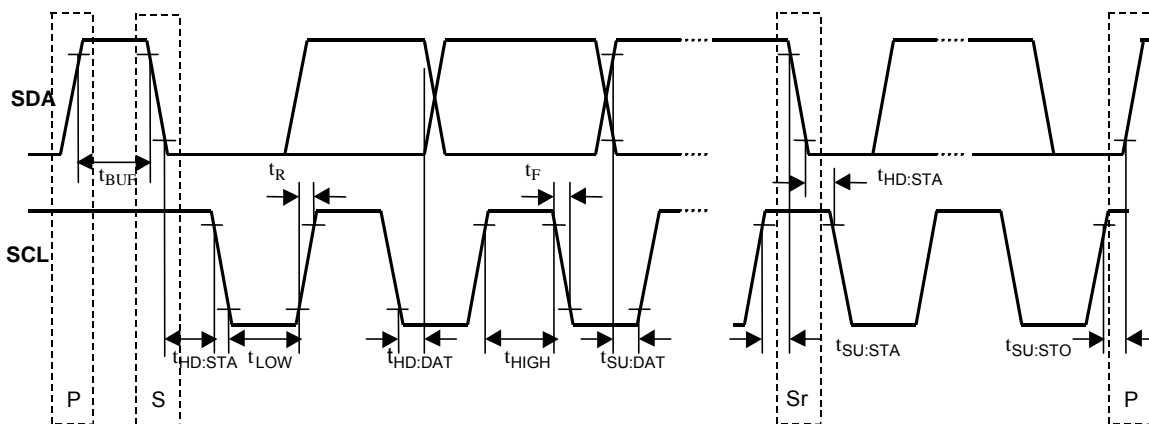 SDA
tBUF
tR
tF
tHD:STA
SCL
tHD:STA
tLOW
tHD:DAT
tHIGH
tSU:DAT
tSU:STA
tSU:STO
P
S
Sr
P